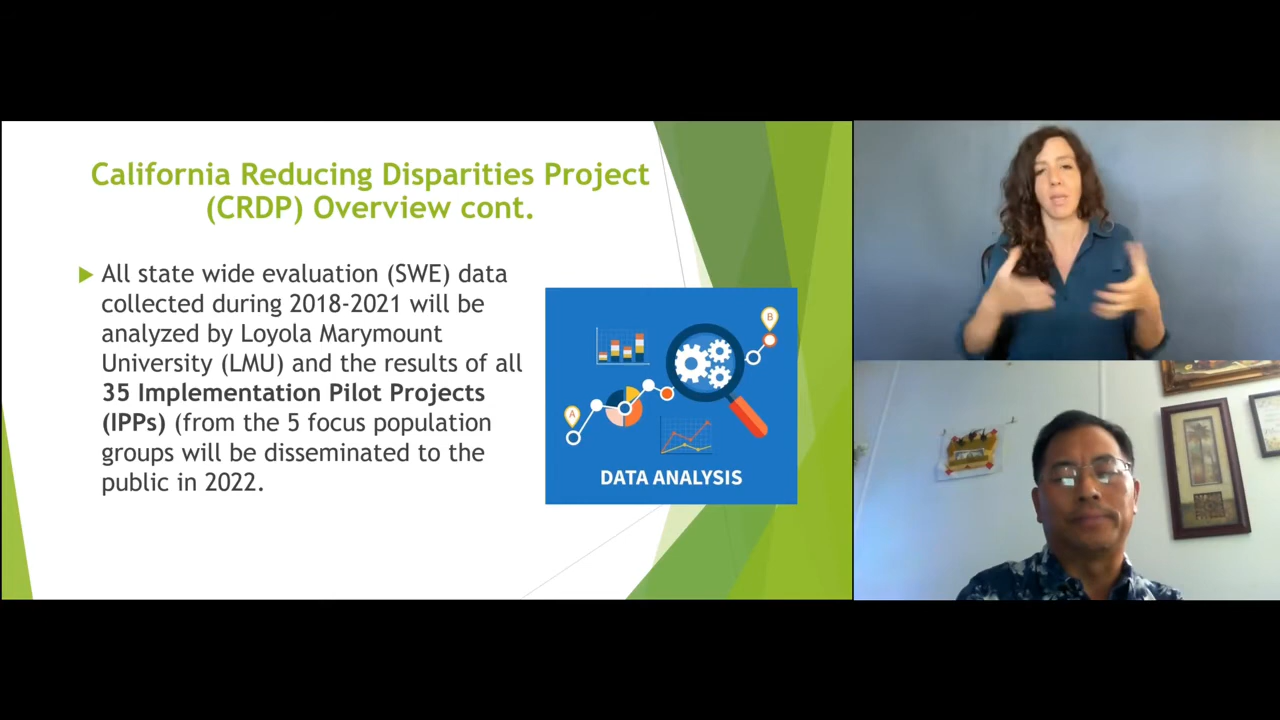 California Reducing Disparities Project
(CRDP) Overview cont.
All state wide evaluation (SWE) data
collected during 2018-2021 will be
analyzed by Loyola Marymount
University (LMU) and the results of all
35 Implementation Pilot Projects
(IPPs) (from the 5 focus population
groups will be disseminated to the
public in 2022.
A
B
DATA ANALYSIS